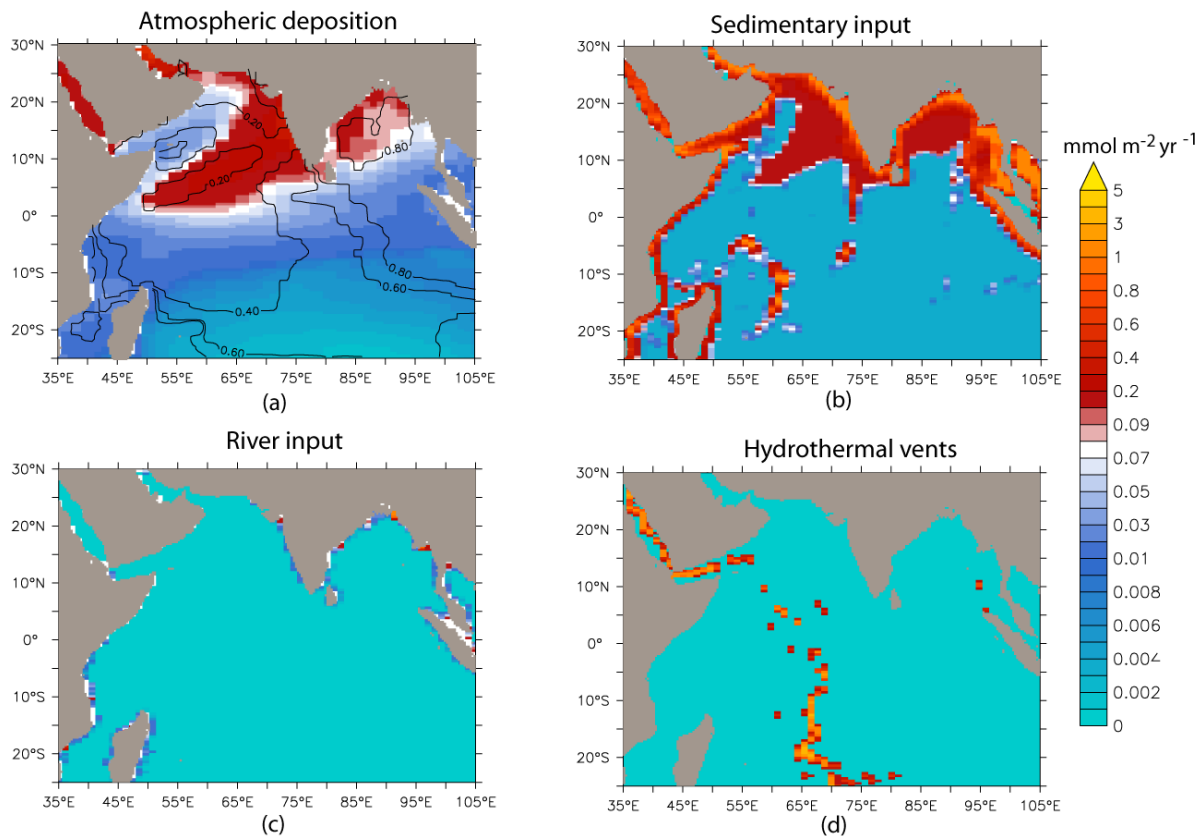 Atmospheric deposition
Sedimentary input
30°N
20°N
10°N
0°
10°S
20°S
0.20
0.80
0.20
0.80
0.60
0.40
0.60
35°E 45°E 55°E 65°E 75°E 85°E 95°E 105°E
(a)
30°N
20°N
10°N
0°
10°S
20°S
35°E 45°E 55°E 65°E 75°E 85°E 95°E 105°E
(b)
mmol m-2 yr -1
5
3
1
0.8
0.6
0.4
0.2
0.09
0.07
0.05
0.03
0.01
0.008
0.006
0.004
0.002
0
River input
Hydrothermal vents
30°N
20°N
10°N
0°
10°S
20°S
35°E 45°E 55°E 65°E 75°E 85°E 95°E 105°E
(c)
30°N
20°N
10°N
0°
10°S
20°S
35°E 45°E 55°E 65°E 75°E 85°E 95°E 105°E
(d)